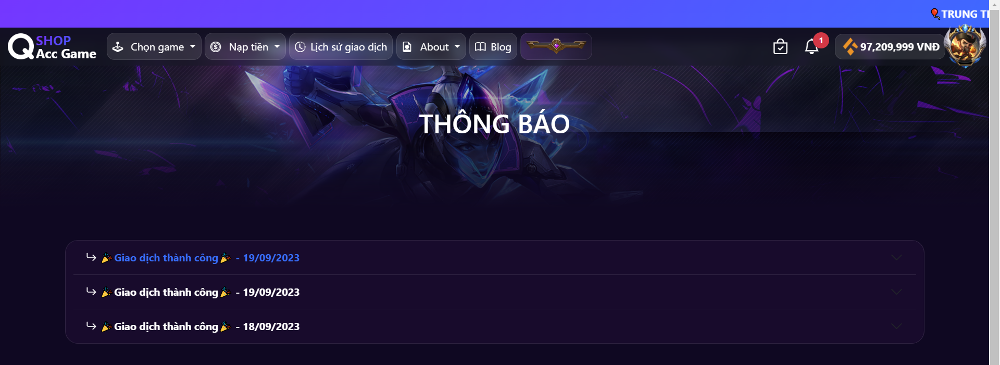 🎈TRUNG T
SHOP
Acc Game
Chọn game
Nạp tiền
Lịch sử giao dịch
About
Blog
1
97,209,999 VNĐ
THÔNG BÁO
🎉Giao dịch thành công🎉 - 19/09/2023
🎉Giao dịch thành công🎉 - 19/09/2023
🎉Giao dịch thành công🎉 - 18/09/2023